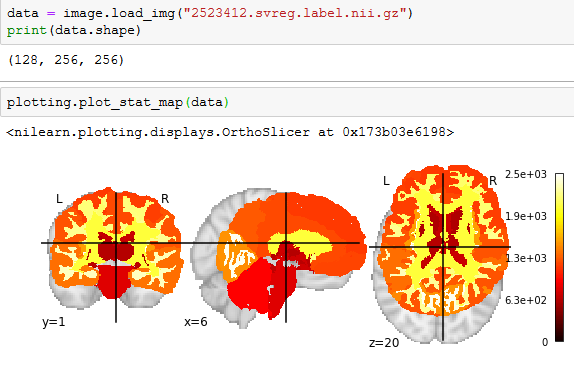 data = image.load_img("2523412.svreg.label.nii.gz")
print(data.shape)
(128, 256, 256)
plotting.plot_stat_map(data)
<nilearn.plotting.displays.OrthoSlicer at 0x173b03e6198>
L R
L R
2.5e+03
1.9e+03
1.3e+03
6.3e+02
0
y=1
x=6
z=20